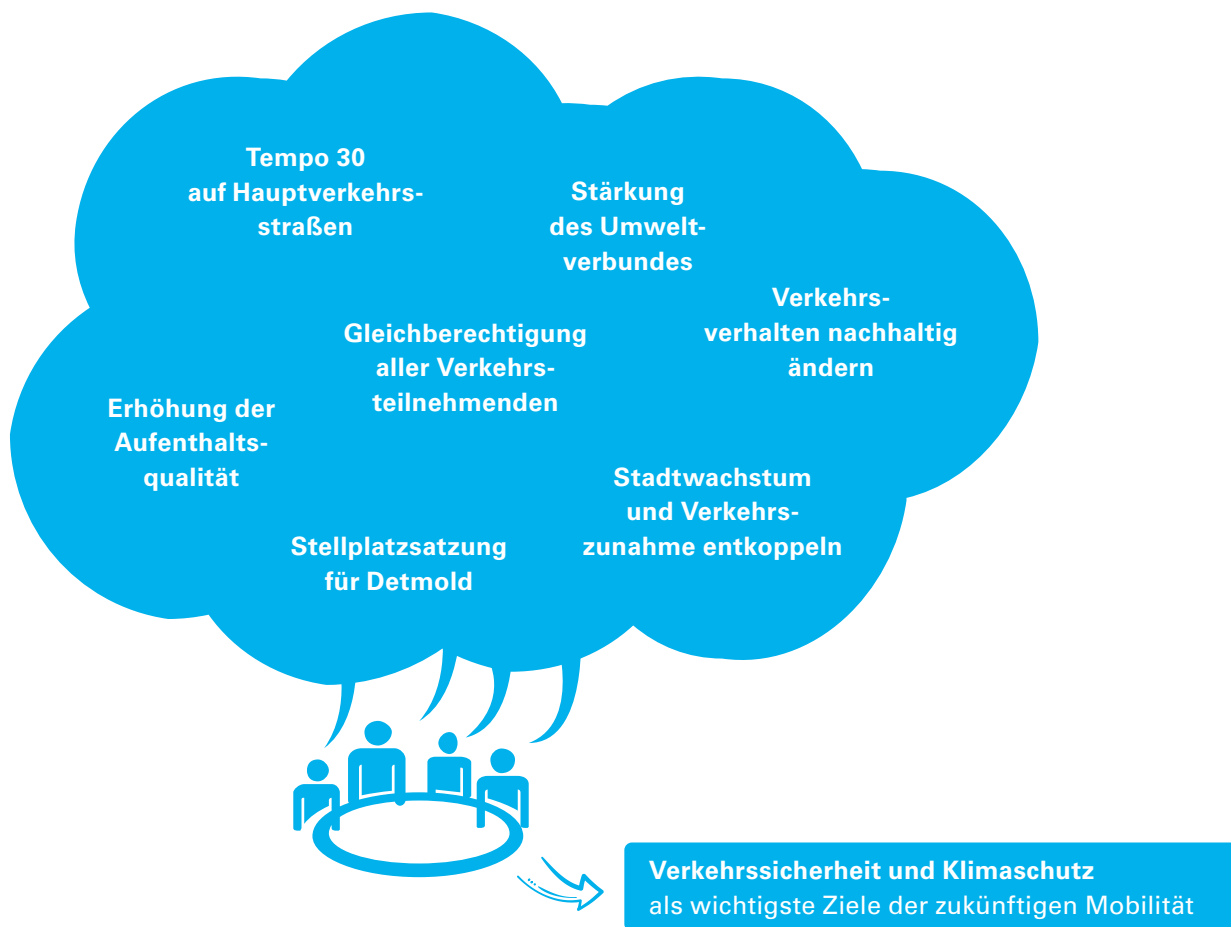 Tempo 30
auf Hauptverkehrs-
straßen
Stärkung
des Umwelt-
verbundes
Verkehrs-
verhalten nachhaltig
ändern
Gleichberechtigung
aller Verkehrs-
teilnehmenden
Erhöhung der
Aufenthalts-
qualität
Stadtwachstum
und Verkehrs-
zunahme entkoppeln
Stellplatzsatzung
für Detmold
Verkehrssicherheit und Klimaschutz
als wichtigste Ziele der zukünftigen Mobilität